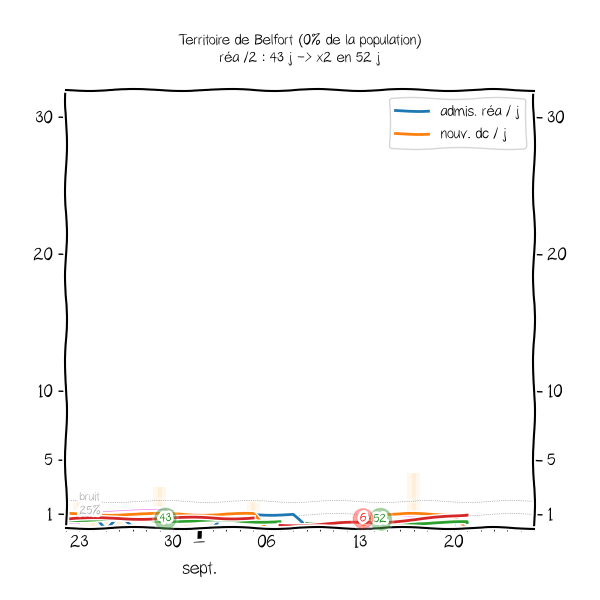 Territoire de Belfort (0% de la population)
réa /2 : 43 j -> x2 en 52 j
admis. réa / j
nouv. dc / j
30 30
20 20
10 10
5 5
bruit
25%
1 1
43 6 52
23 30 06 13 20
sept.